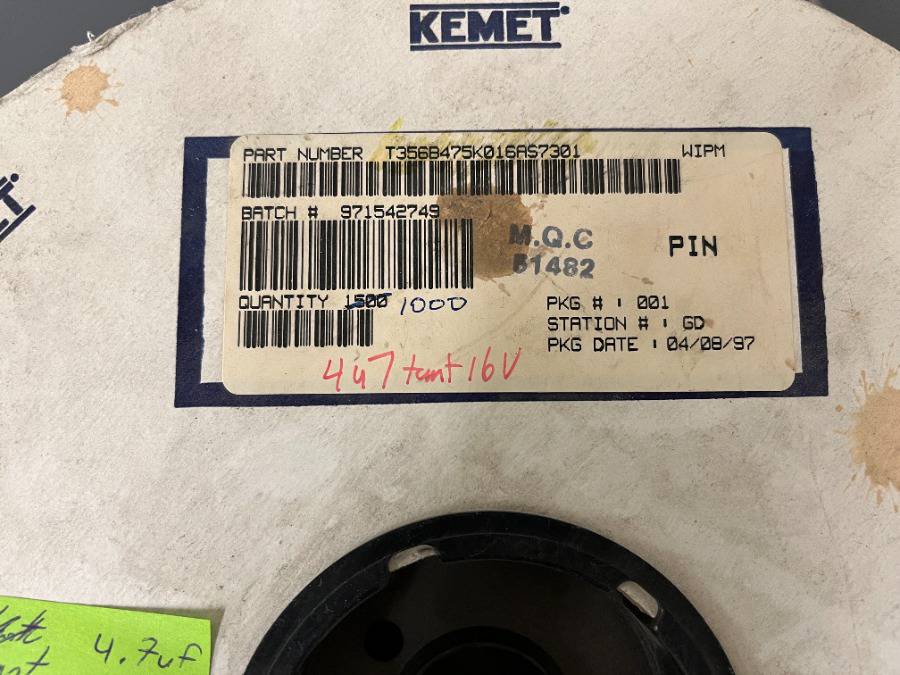 KEMET
PART NUMBER T356B475K016AS7301 WIPM
BATCH # 971542749
M.Q.C
51482
PIN
QUANTITY 1500 1000
PKG # : 001
STATION # : GD
PKG DATE : 04/08/97
4u7 tant 16V
4.7uf